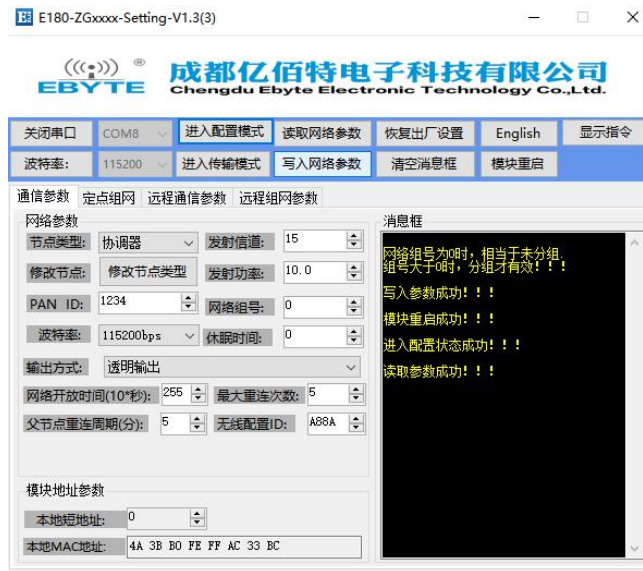 E180-ZGxxxx-Setting-V1.3(3)
((( ))) ®
EBYTE
成都亿佰特电子科技有限公司
Chengdu Ebyte Electronic Technology Co.,Ltd.
关闭串口 COM8 进入配置模式 读取网络参数 恢复出厂设置 English 显示指令
波特率: 115200 进入传输模式 写入网络参数 清空消息框 模块重启
通信参数 定点组网 远程通信参数 远程组网参数
网络参数
节点类型: 协调器 发射信道: 15
修改节点: 修改节点类型 发射功率: 10.0
PAN ID: 1234 网络组号: 0
波特率: 115200bps 休眠时间: 0
输出方式: 透明输出
网络开放时间(10*秒): 255 最大重连次数: 5
父节点重连周期(分): 5 无线配置ID: A88A
模块地址参数
本地短地址: 0
本地MAC地址: 4A 3B B0 FE FF AC 33 BC
消息框
网络组号为0时，相当于未分组.
组号大于0时，分组才有效！！！
写入参数成功！！！
模块重启成功！！！
进入配置状态成功！！！
读取参数成功！！！